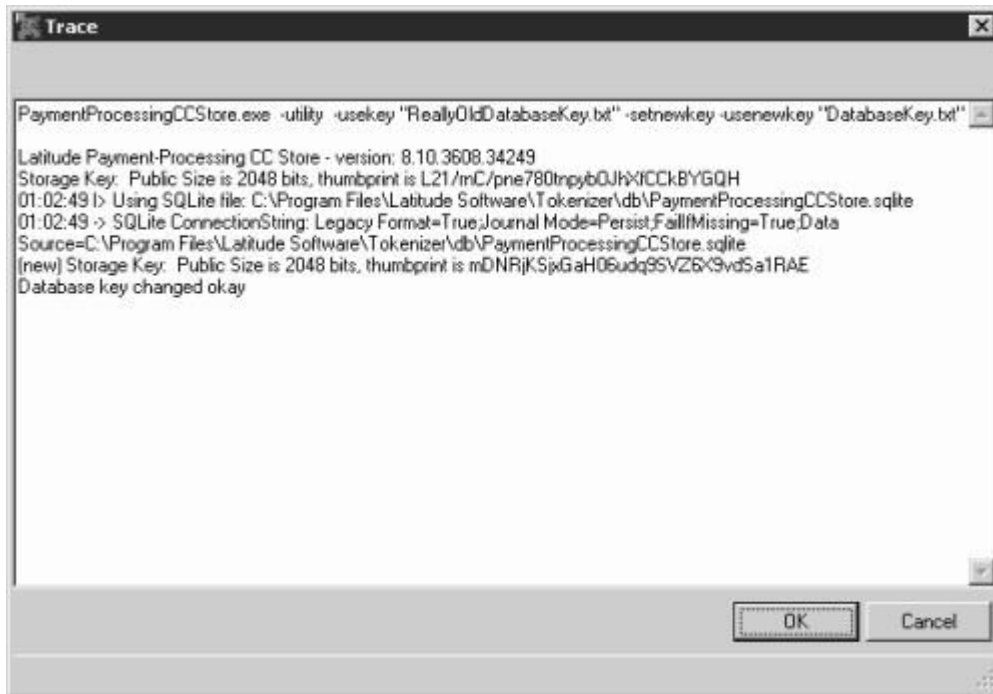 Trace
PaymentProcessingCCStore.exe -utility -usekey "ReallyOldDatabaseKey.txt" -setnewkey -usenewkey "DatabaseKey.txt"
Latitude Payment-Processing CC Store - version: 8.10.3608.34249
Storage Key: Public Size is 2048 bits, thumbprint is
01:02:49 I> Using SQLite file: C:\Program Files\Latitude Software\Tokenizer\db\PaymentProcessingCCStore.sqlite
01:02:49 -> SQLite ConnectionString: Legacy Format=True;Journal Mode=Persist;FailIfMissing=True;Data
Source=C:\Program Files\Latitude Software\Tokenizer\db\PaymentProcessingCCStore.sqlite
(new) Storage Key: Public Size is 2048 bits, thumbprint is
Database key changed okay
OK
Cancel